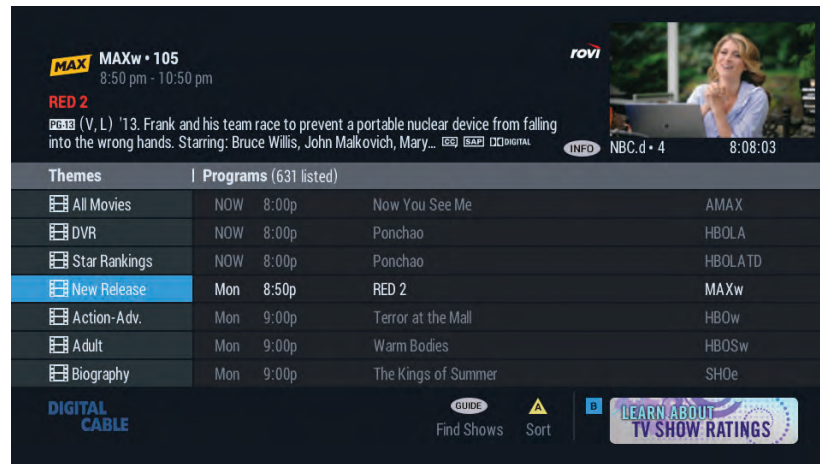 MAX MAXw • 105
8:50 pm - 10:50 pm
rovi
RED 2
PG-13 (V, L) '13. Frank and his team race to prevent a portable nuclear device from falling
into the wrong hands. Starring: Bruce Willis, John Malkovich, Mary... CC SAP DD DIGITAL
INFO NBC.d • 4 8:08:03
Themes | Programs (631 listed)
All Movies NOW 8:00p Now You See Me AMAX
DVR NOW 8:00p Ponchao HBOLA
Star Rankings NOW 8:00p Ponchao HBOLATD
New Release Mon 8:50p RED 2 MAXw
Action-Adv. Mon 9:00p Terror at the Mall HBOw
Adult Mon 9:00p Warm Bodies HBOSw
Biography Mon 9:00p The Kings of Summer SHOe
DIGITAL
CABLE
GUIDE A B
Find Shows Sort
LEARN ABOUT
TV SHOW RATINGS